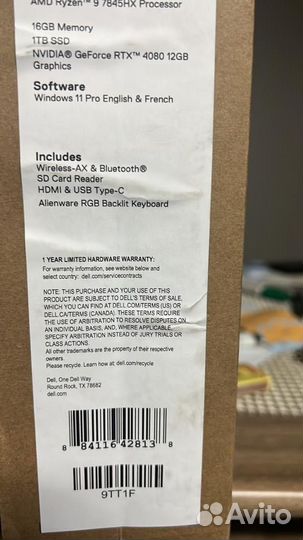 AMD Ryzen™ 9 7845HX Processor
16GB Memory
1TB SSD
NVIDIA® GeForce RTX™ 4080 12GB
Graphics
Software
Windows 11 Pro English & French
Includes
Wireless-AX & Bluetooth®
SD Card Reader
HDMI & USB Type-C
Alienware RGB Backlit Keyboard
1 YEAR LIMITED HARDWARE WARRANTY:
For warranty information, see website below and
select country: dell.com/servicecontracts
NOTE: THIS PURCHASE AND YOUR USE OF THIS
PRODUCT ARE SUBJECT TO DELL'S TERMS OF SALE,
WHICH YOU CAN FIND AT DELL.COM/TERMS (US) OR
DELL.CA/TERMS (CANADA). THESE TERMS REQUIRE
THE USE OF ARBITRATION TO RESOLVE DISPUTES ON
AN INDIVIDUAL BASIS, AND, WHERE APPLICABLE,
SPECIFY ARBITRATION INSTEAD OF JURY TRIALS OR
CLASS ACTIONS.
All other trademarks are the property of their respective
owners.
Please recycle. Learn how at: dell.com/recycle
Dell, One Dell Way
Round Rock, TX 78682
dell.com
8 84116 42813 8
9TT1F
Avito